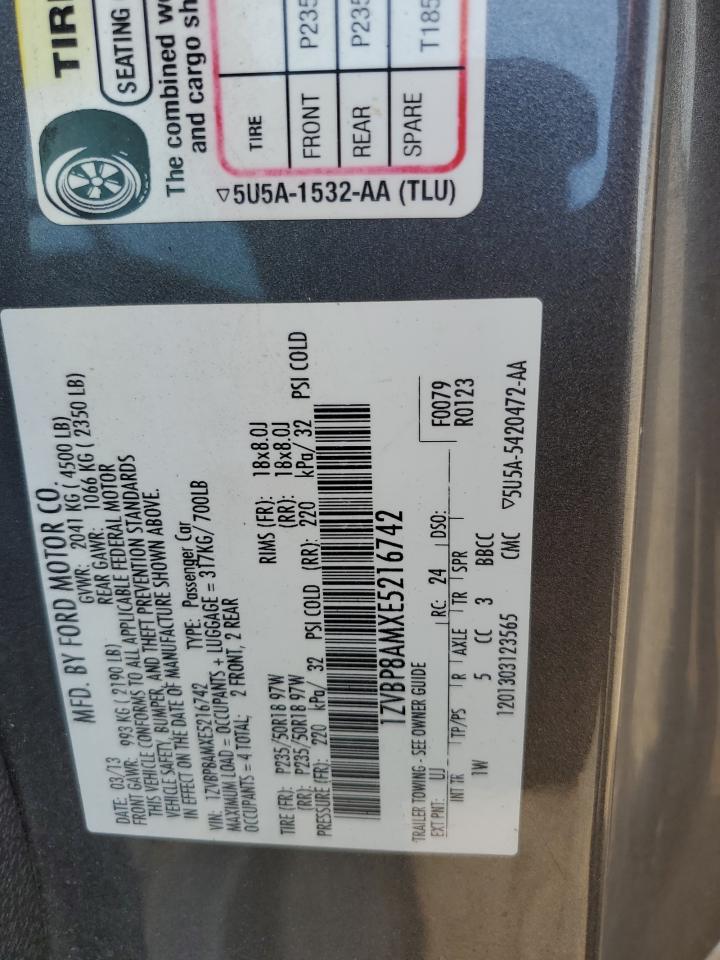 TIRE
SEATING
The combined
and cargo
TIRE
FRONT P235
REAR P235
SPARE T185
▽5U5A-1532-AA (TLU)
MFD. BY FORD MOTOR CO.
DATE: 03/13 GVWR: 2041 KG ( 4500 LB)
FRONT GAWR: 993 KG ( 2190 LB) REAR GAWR: 1066 KG ( 2350 LB)
THIS VEHICLE CONFORMS TO ALL APPLICABLE FEDERAL MOTOR
VEHICLE SAFETY, BUMPER, AND THEFT PREVENTION STANDARDS
IN EFFECT ON THE DATE OF MANUFACTURE SHOWN ABOVE.
VIN: 1ZVBP8AMXE5216742 TYPE: Passenger Car
MAXIMUM LOAD = OCCUPANTS + LUGGAGE = 317KG/ 700LB
OCCUPANTS = 4 TOTAL; 2 FRONT, 2 REAR
TIRE (FR): P235/50R18 97W RIMS (FR): 18x8.0J
(RR): P235/50R18 97W (RR): 18x8.0J
PRESSURE (FR): 220 kPa/ 32 PSI COLD (RR): 220 kPa/ 32 PSI COLD
1ZVBP8AMXE5216742
TRAILER TOWING - SEE OWNER GUIDE
EXT PNT: UJ RC: 24 DSO: F0079
INT TR TP/PS R AXLE TR SPR R0123
1W 5 CC 3 BBCC
1201303123565 CMC
▽5U5A-5420472-AA